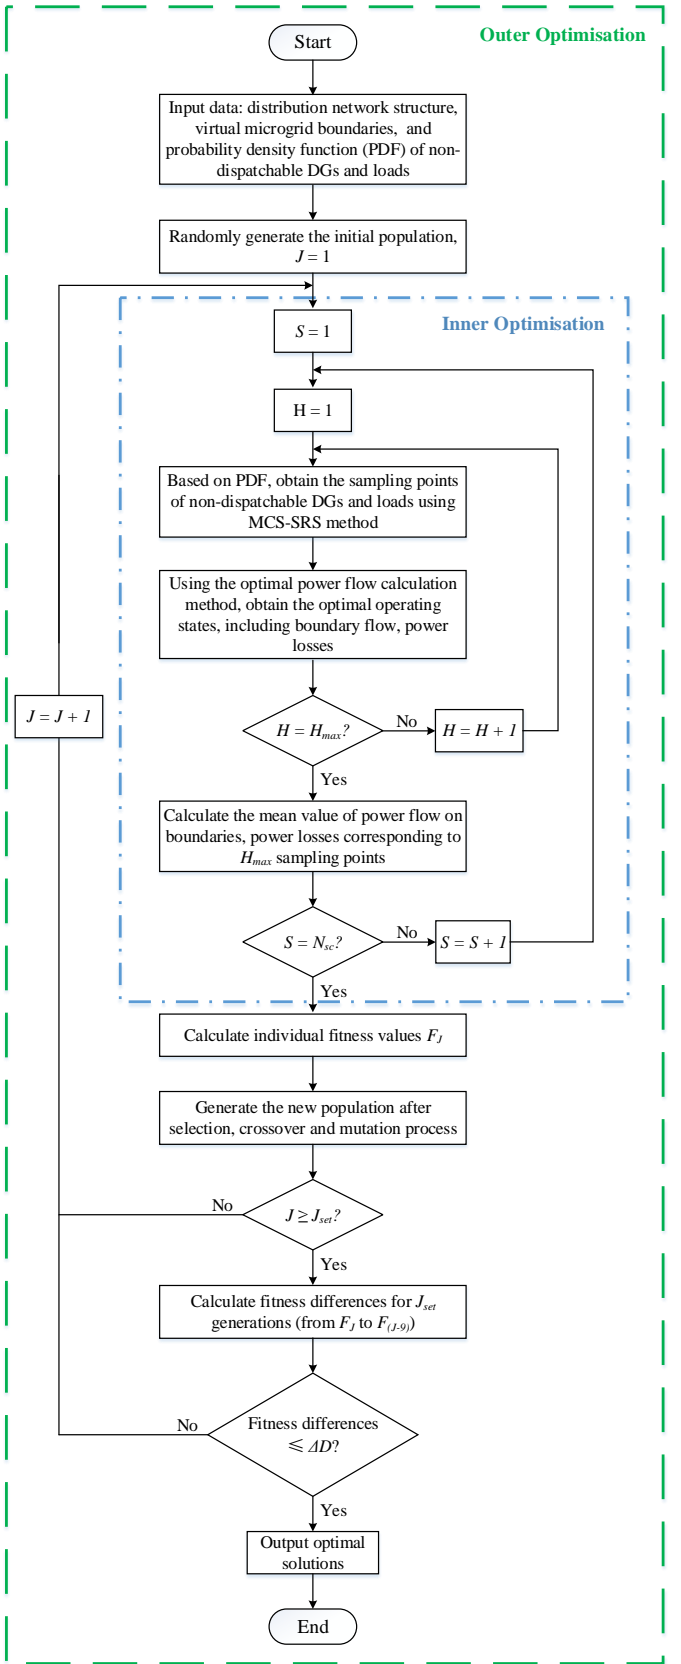 Outer Optimisation
Start
Input data: distribution network structure,
virtual microgrid boundaries, and
probability density function (PDF) of non-
dispatchable DGs and loads
Randomly generate the initial population,
J = 1
Inner Optimisation
S = 1
H = 1
Based on PDF, obtain the sampling points
of non-dispatchable DGs and loads using
MCS-SRS method
Using the optimal power flow calculation
method, obtain the optimal operating
states, including boundary flow, power
losses
J = J + 1
H = Hmax?
No
H = H + 1
Yes
Calculate the mean value of power flow on
boundaries, power losses corresponding to
Hmax sampling points
S = Nsc?
No
S = S + 1
Yes
Calculate individual fitness values FJ
Generate the new population after
selection, crossover and mutation process
No
J ≥ Jset?
Yes
Calculate fitness differences for Jset
generations (from FJ to F(J-9))
No
Fitness differences
≤ ΔD?
Yes
Output optimal
solutions
End